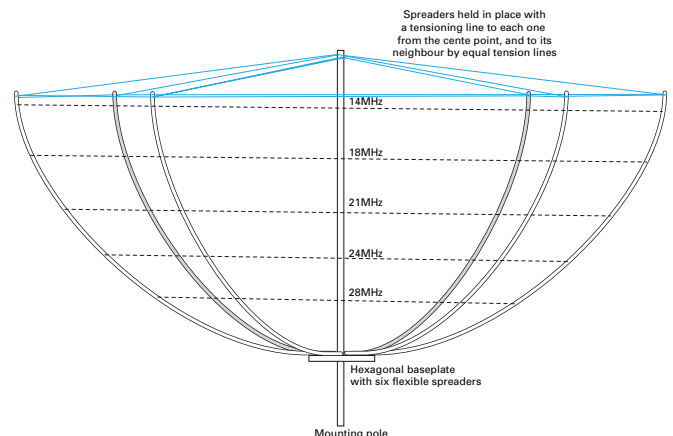 Spreaders held in place with
a tensioning line to each one
from the cente point, and to its
neighbour by equal tension lines
14MHz
18MHz
21MHz
24MHz
28MHz
Hexagonal baseplate
with six flexible spreaders
Mounting pole